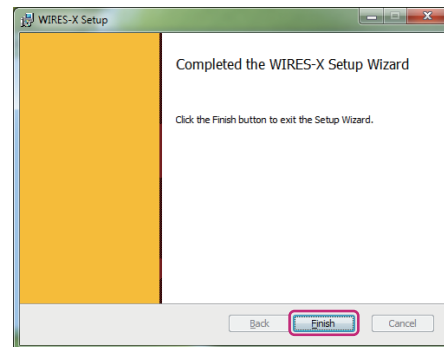 WIRES-X Setup
Completed the WIRES-X Setup Wizard
Click the Finish button to exit the Setup Wizard.
Back
Finish
Cancel